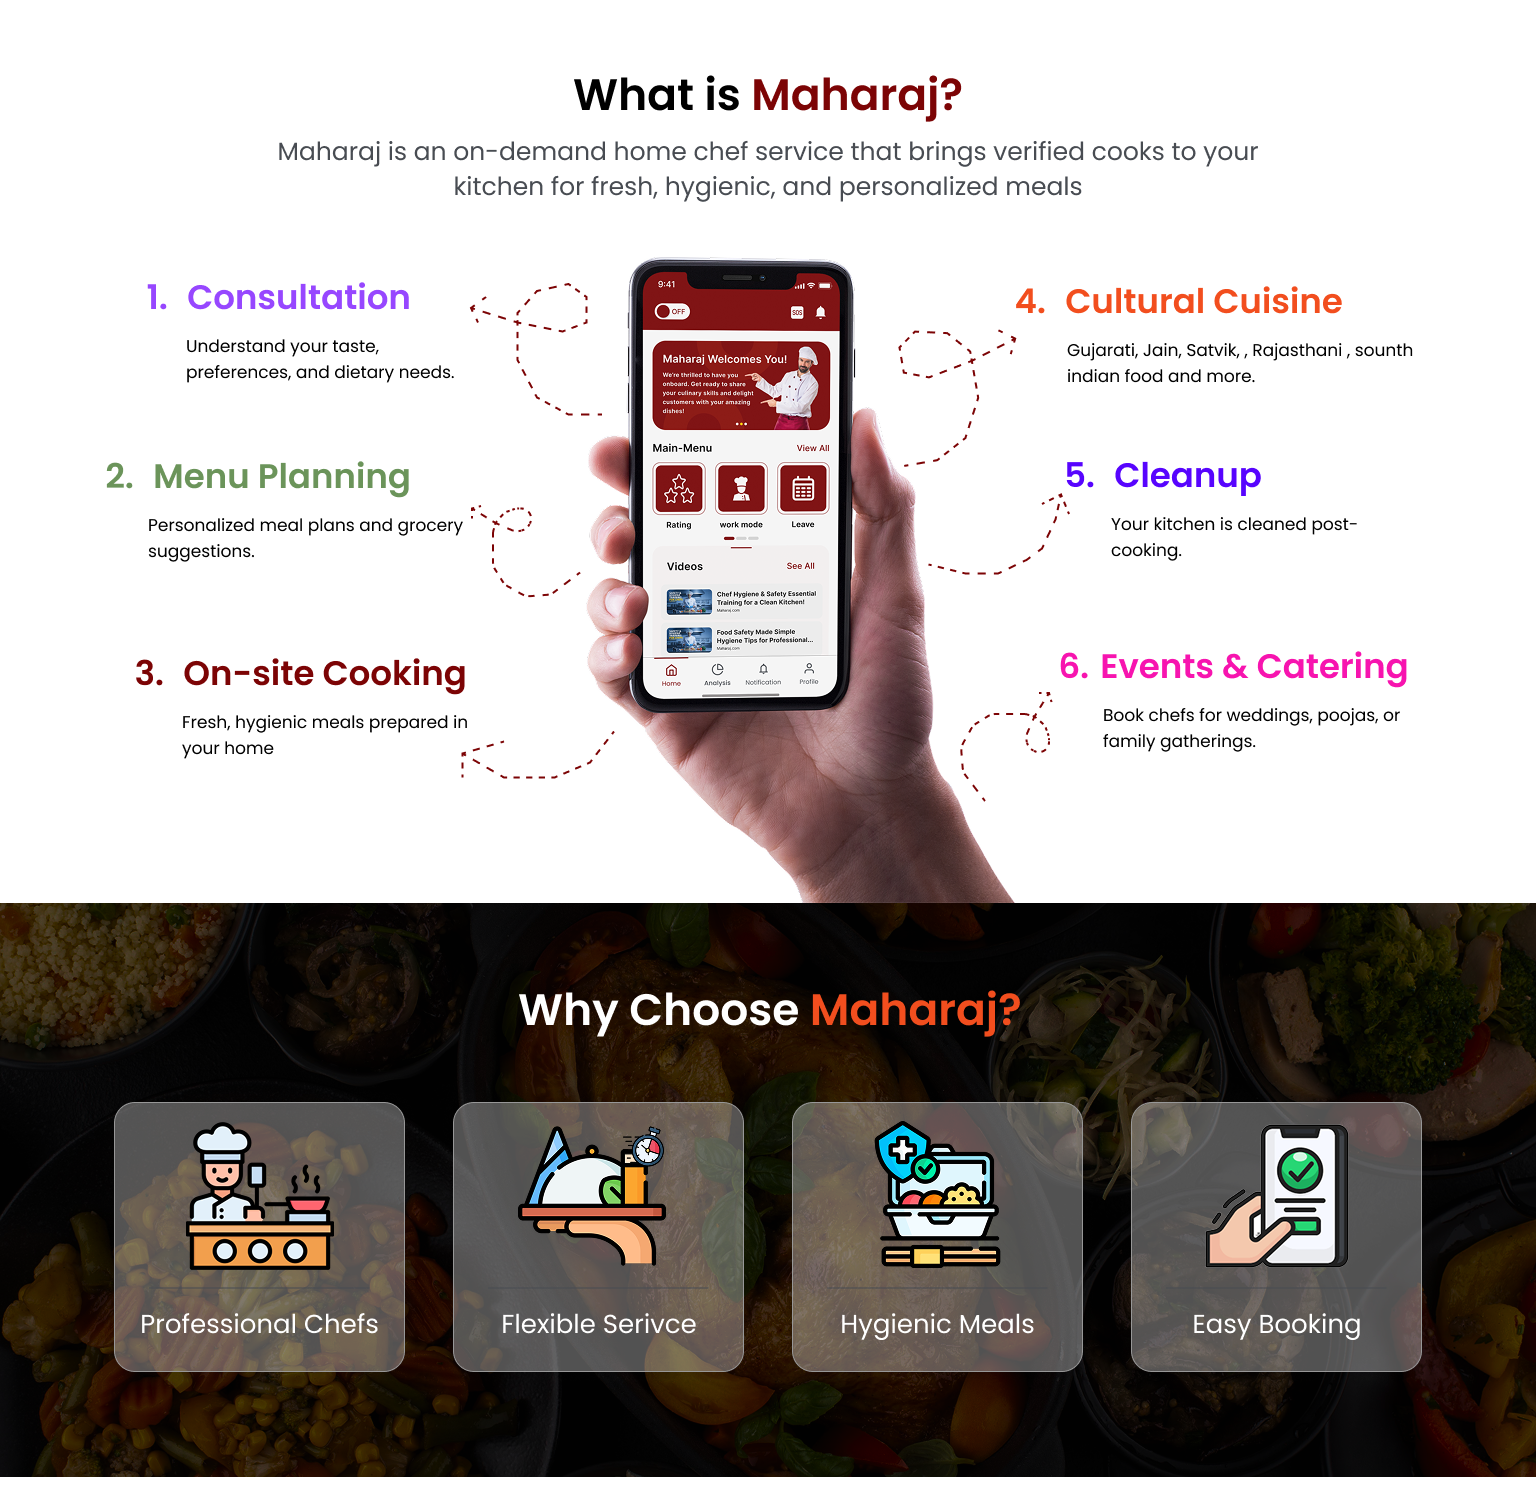 What is Maharaj?
Maharaj is an on-demand home chef service that brings verified cooks to your
kitchen for fresh, hygienic, and personalized meals
1. Consultation
Understand your taste,
preferences, and dietary needs.
2. Menu Planning
Personalized meal plans and grocery
suggestions.
3. On-site Cooking
Fresh, hygienic meals prepared in
your home
9:41
OFF
SOS
Maharaj Welcomes You!
We're thrilled to have you
onboard. Get ready to share
your culinary skills and delight
customers with your amazing
dishes!
Main-Menu View All
Rating work mode Leave
Videos See All
Chef Hygiene & Safety Essential
Training for a Clean Kitchen!
Maharaj.com
Food Safety Made Simple
Hygiene Tips for Professional...
Maharaj.com
Home Analysis Notification Profile
4. Cultural Cuisine
Gujarati, Jain, Satvik, , Rajasthani , sounth
indian food and more.
5. Cleanup
Your kitchen is cleaned post-
cooking.
6. Events & Catering
Book chefs for weddings, poojas, or
family gatherings.
Why Choose Maharaj?
Professional Chefs
Flexible Serivce
Hygienic Meals
Easy Booking